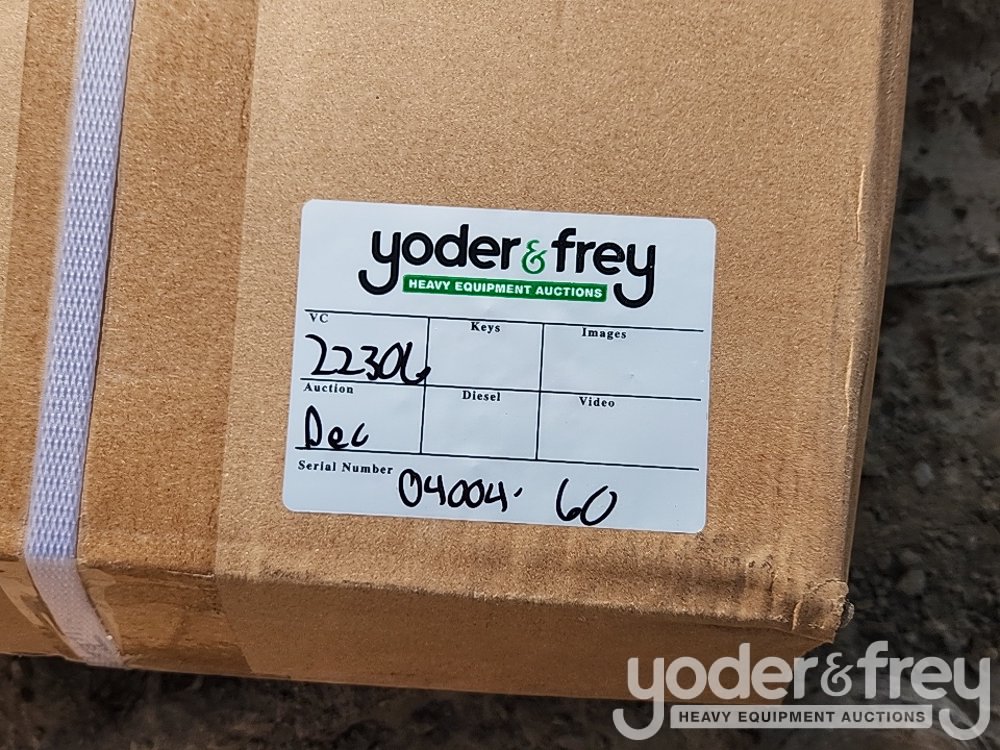 yoder & frey
HEAVY EQUIPMENT AUCTIONS
VC Keys Images
22306
Auction Diesel Video
Dec
Serial Number 04004. 60
yoder & frey
HEAVY EQUIPMENT AUCTIONS